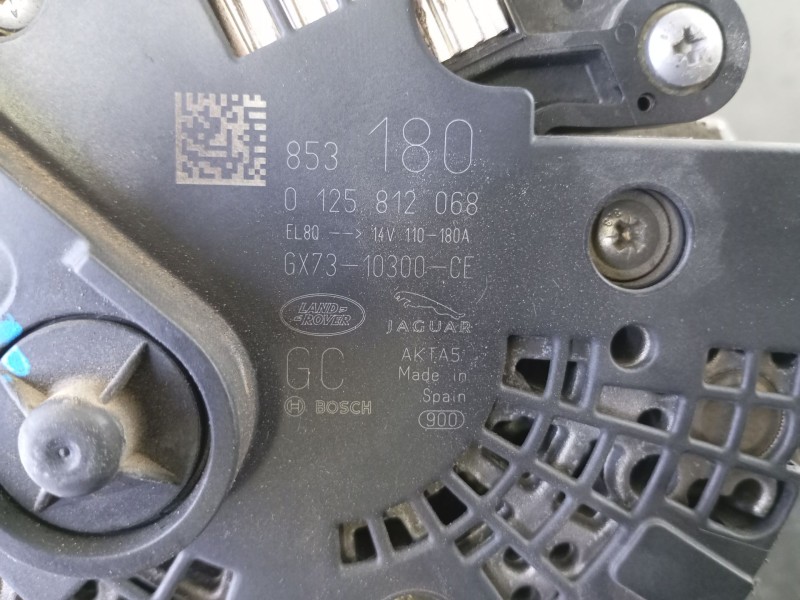 853 180
0 125 812 068
EL8Q --> 14V 110-180A
GX73-10300-CE
LAND ROVER
JAGUAR
GC
AKTA5
Made in
Spain
BOSCH
900